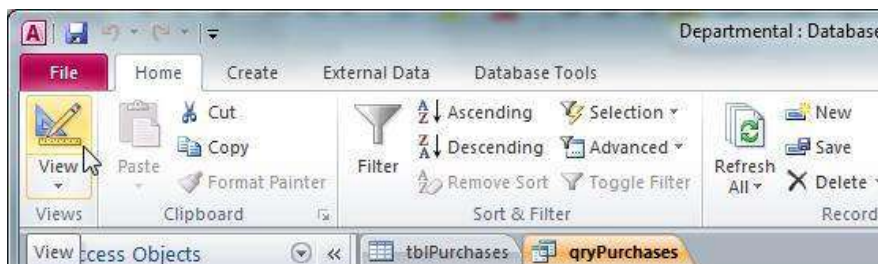 A
Departmental : Database
File Home Create External Data Database Tools
View
Views
Paste
Cut
Copy
Format Painter
Clipboard
Filter
Ascending
Descending
Remove Sort
Selection
Advanced
Toggle Filter
Sort & Filter
Refresh
All
New
Save
Delete
Record
View
ccess Objects
tblPurchases
qryPurchases